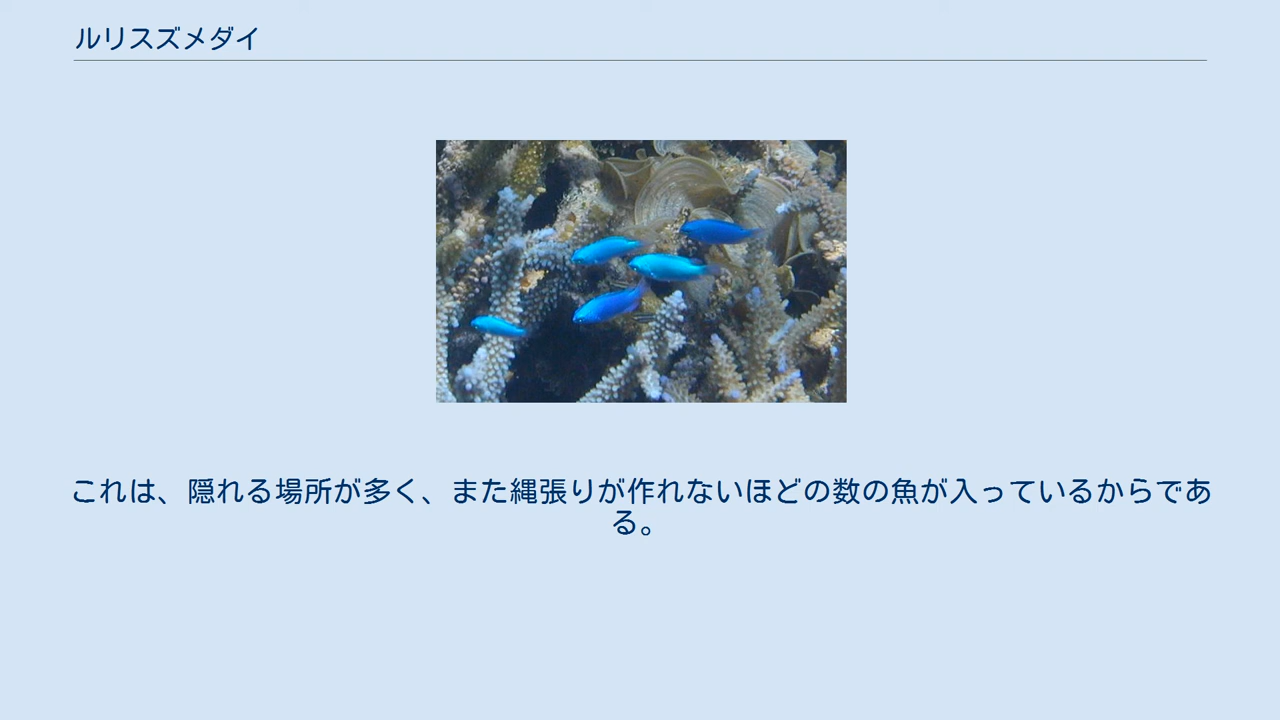 ルリスズメダイ
これは、隠れる場所が多く、また縄張りが作れないほどの数の魚が入っているからであ
る。